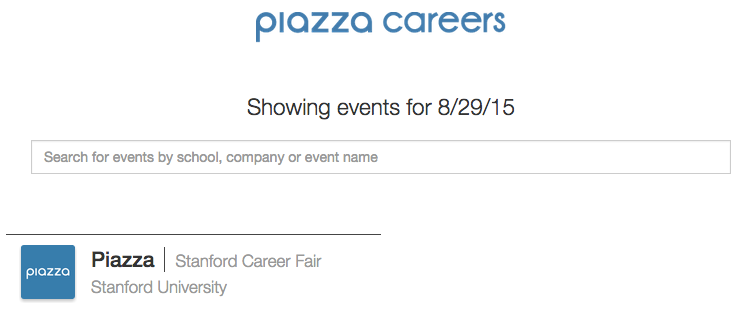 piazza careers
Showing events for 8/29/15
Search for events by school, company or event name
piazza
Piazza | Stanford Career Fair
Stanford University